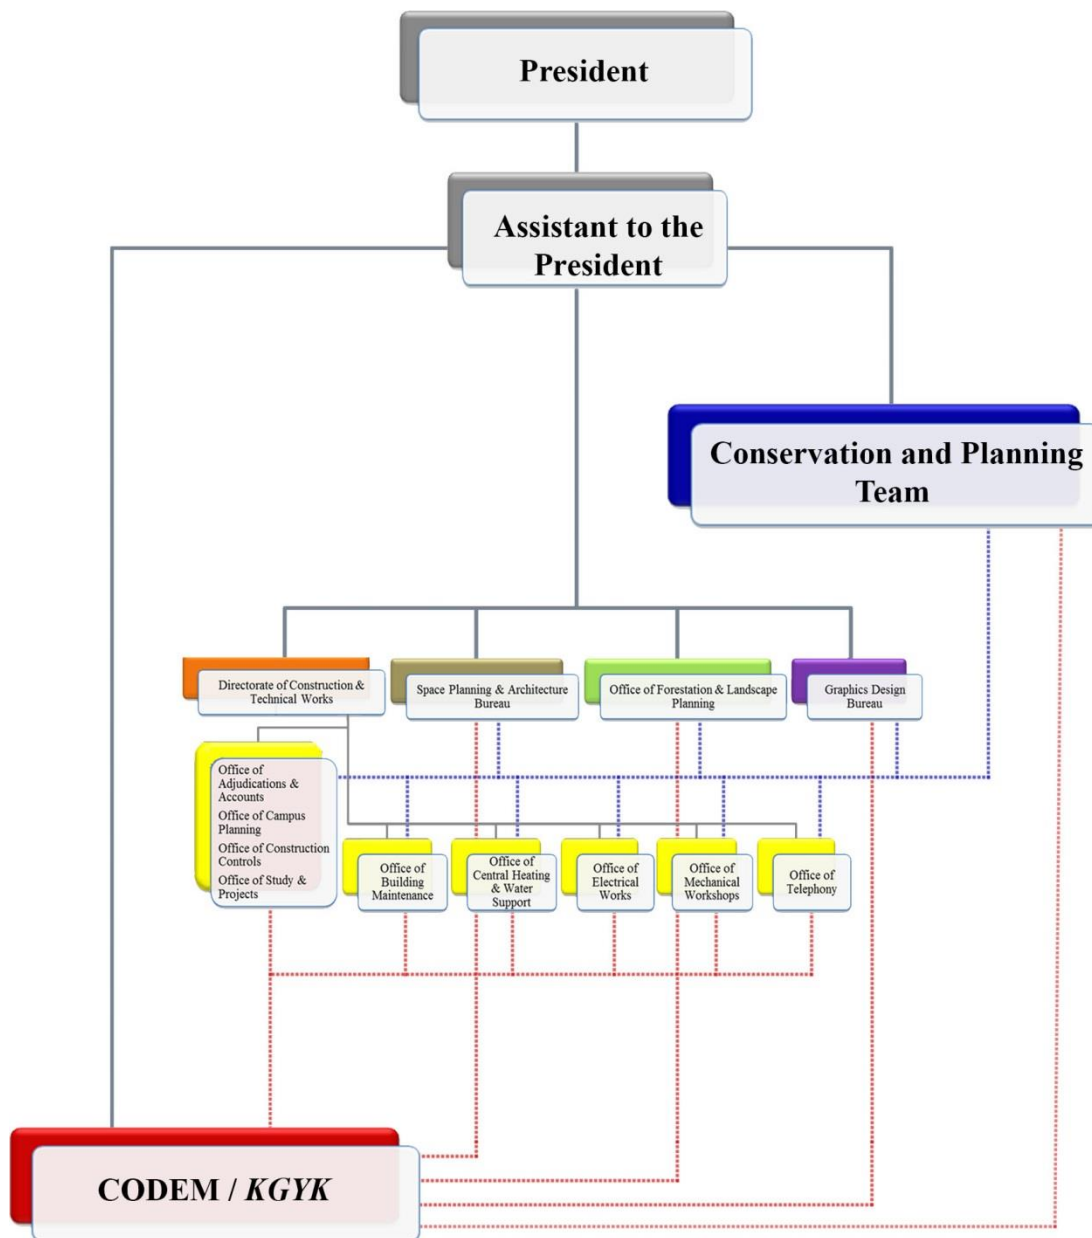 President
Assistant to the
President
Conservation and Planning
Team
Directorate of Construction &
Technical Works
Space Planning & Architecture
Bureau
Office of Forestation & Landscape
Planning
Graphics Design
Bureau
Office of
Adjudications &
Accounts
Office of Campus
Planning
Office of Construction
Controls
Office of Study &
Projects
Office of
Building
Maintenance
Office of
Central Heating
& Water
Support
Office of
Electrical
Works
Office of
Mechanical
Workshops
Office of
Telephony
CODEM / KGYK